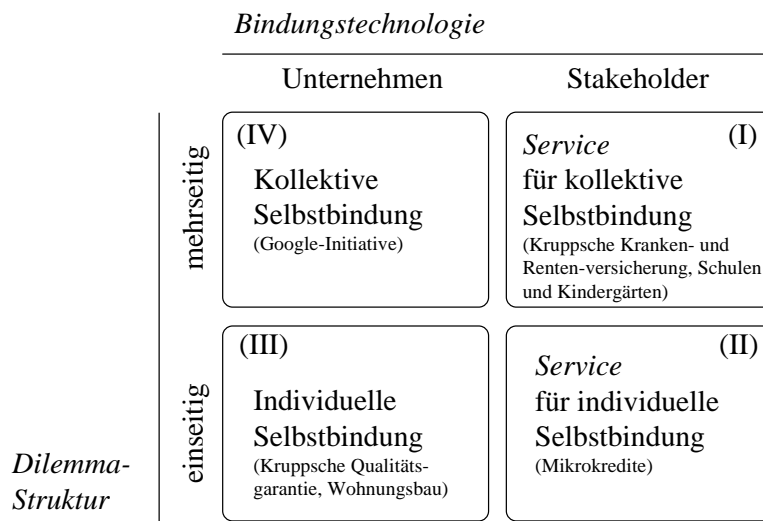 Bindungstechnologie
Unternehmen
Stakeholder
mehrseitig
(IV)
Kollektive
Selbstbindung
(Google-Initiative)
(I)
Service
für kollektive
Selbstbindung
(Kruppsche Kranken- und
Renten-versicherung, Schulen
und Kindergärten)
einseitig
(III)
Individuelle
Selbstbindung
(Kruppsche Qualitäts-
garantie, Wohnungsbau)
(II)
Service
für individuelle
Selbstbindung
(Mikrokredite)
Dilemma-
Struktur